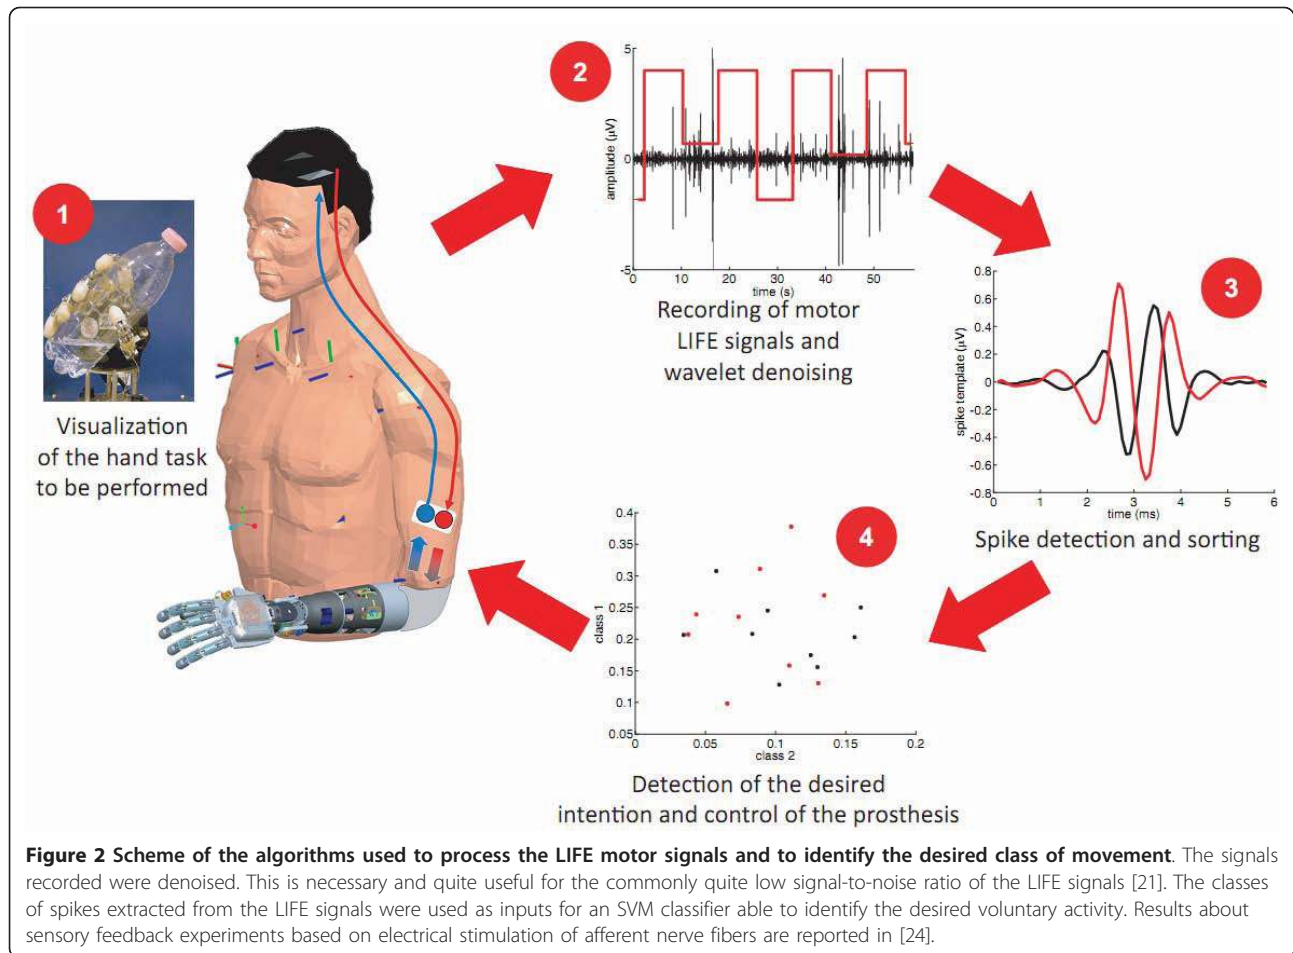 1
Visualization
of the hand task
to be performed
2
amplitude (µV)
5
0
-5
0 10 20 30 40 50
time (s)
Recording of motor
LIFE signals and
wavelet denoising
3
spike template (µV)
0.8
0.6
0.4
0.2
0
-0.2
-0.4
-0.6
-0.8
0 1 2 3 4 5 6
time (ms)
Spike detection and sorting
4
class 1
0.4
0.35
0.3
0.25
0.2
0.15
0.1
0.05
0 0.05 0.1 0.15 0.2
class 2
Detection of the desired
intention and control of the prosthesis
Figure 2 Scheme of the algorithms used to process the LIFE motor signals and to identify the desired class of movement. The signals
recorded were denoised. This is necessary and quite useful for the commonly quite low signal-to-noise ratio of the LIFE signals [21]. The classes
of spikes extracted from the LIFE signals were used as inputs for an SVM classifier able to identify the desired voluntary activity. Results about
sensory feedback experiments based on electrical stimulation of afferent nerve fibers are reported in [24].